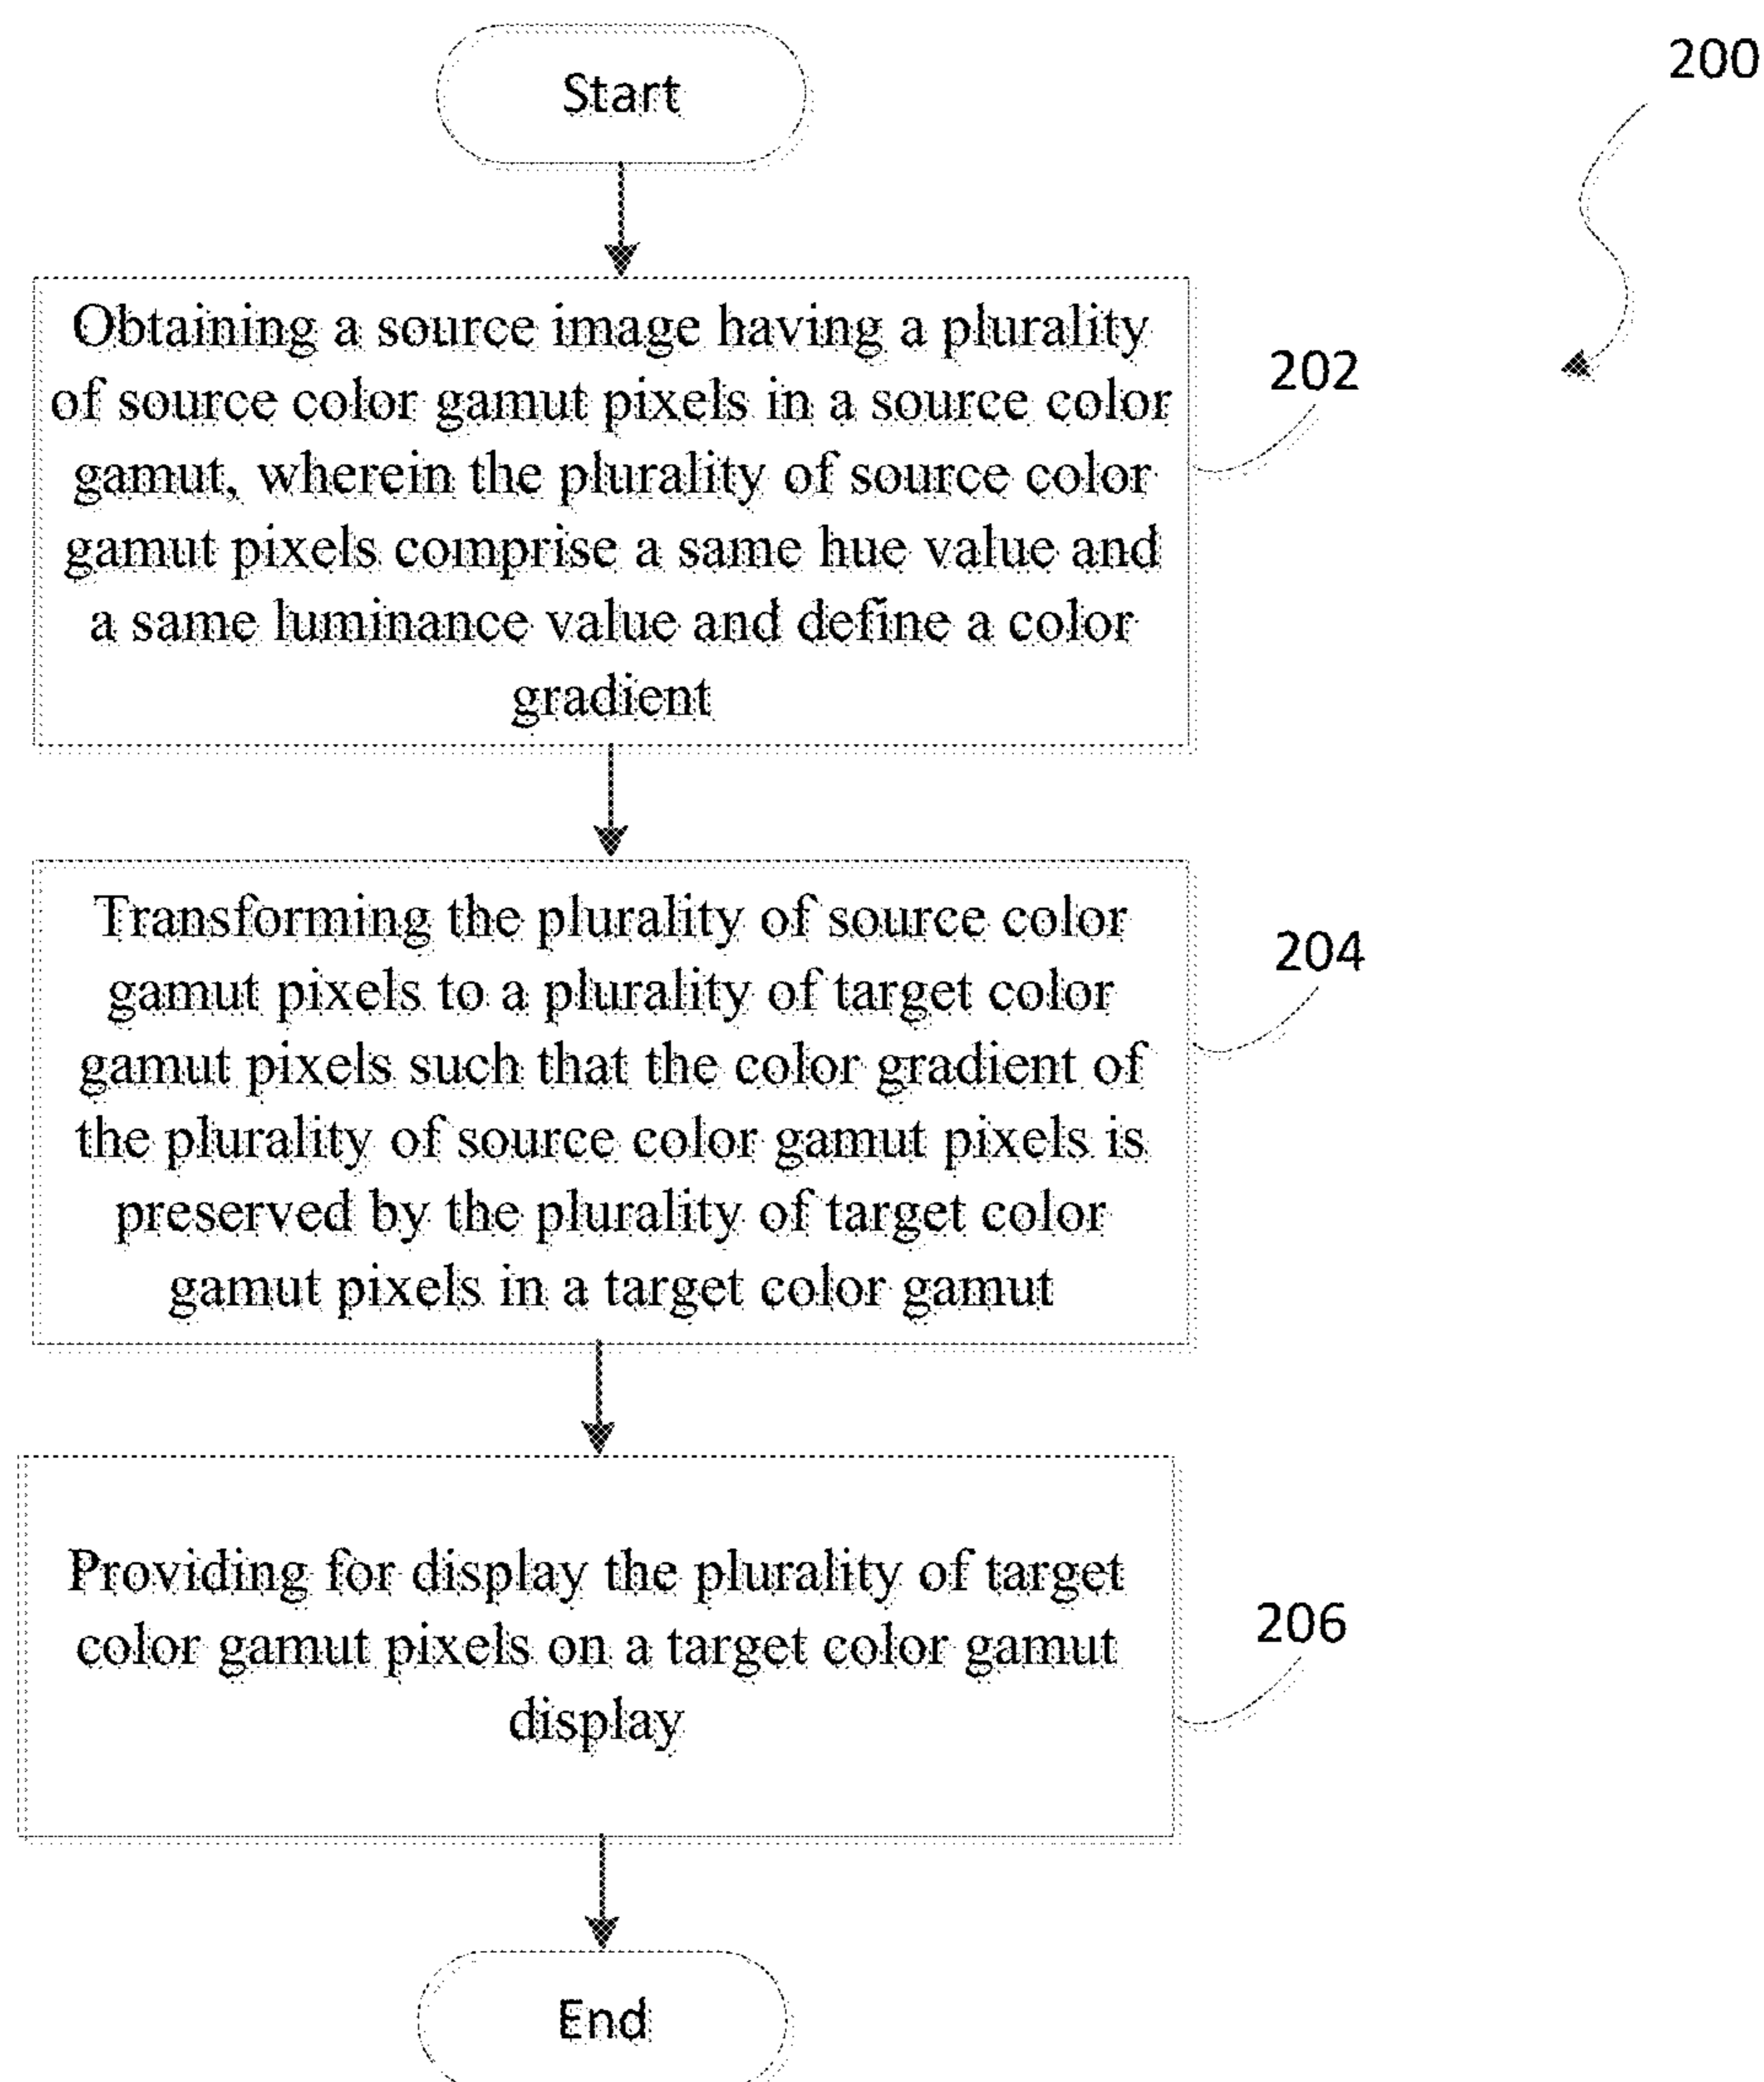 Start
200
Obtaining a source image having a plurality
of source color gamut pixels in a source color
gamut, wherein the plurality of source color
gamut pixels comprise a same hue value and
a same luminance value and define a color
gradient
202
Transforming the plurality of source color
gamut pixels to a plurality of target color
gamut pixels such that the color gradient of
the plurality of source color gamut pixels is
preserved by the plurality of target color
gamut pixels in a target color gamut
204
Providing for display the plurality of target
color gamut pixels on a target color gamut
display
206
End